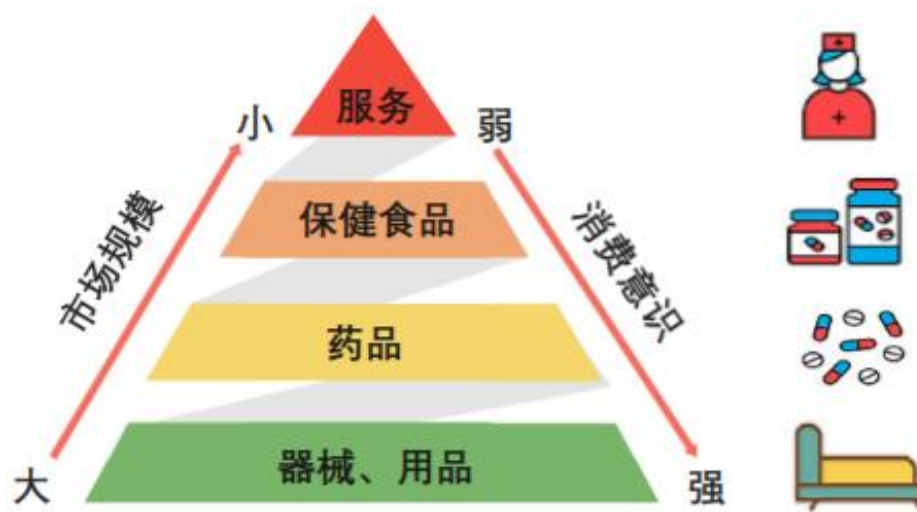 服务
小
弱
市场规模
保健食品
消费意识
药品
器械、用品
大
强